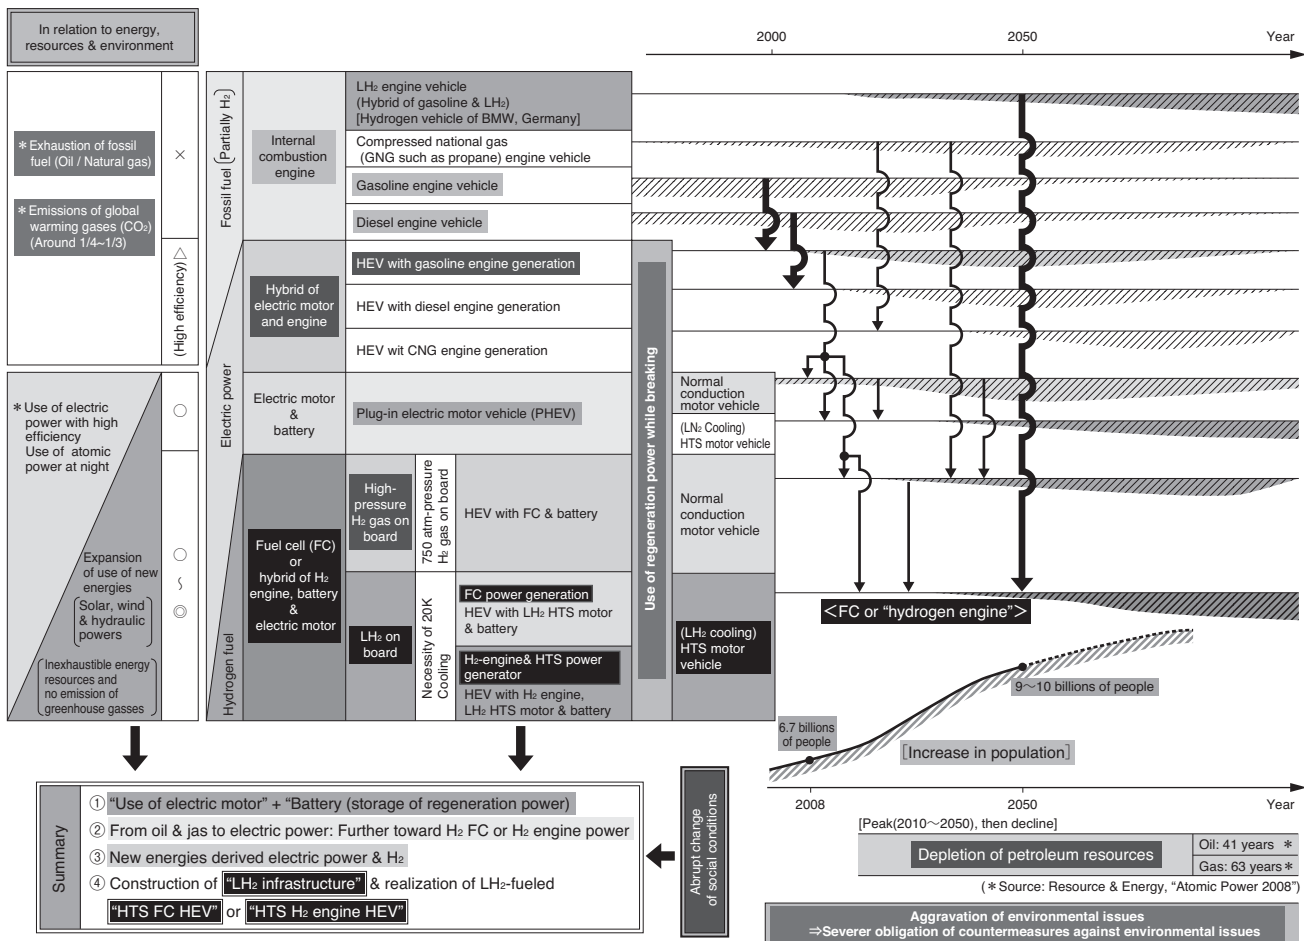 In relation to energy,
resources & environment
* Exhaustion of fossil
fuel (Oil / Natural gas)
×
* Emissions of global
warming gases (CO2)
(Around 1/4~1/3)
(High efficiency) △
* Use of electric
power with high
efficiency
Use of atomic
power at night
○
Expansion
of use of new
energies
(Solar, wind
& hydraulic
powers)
(Inexhaustible energy
resources and
no emission of
greenhouse gasses)
○
~
◎
Fossil fuel (Partially H2)
Electric power
Hydrogen fuel
Internal
combustion
engine
LH2 engine vehicle
(Hybrid of gasoline & LH2)
[Hydrogen vehicle of BMW, Germany]
Compressed national gas
(GNG such as propane) engine vehicle
Gasoline engine vehicle
Diesel engine vehicle
Hybrid of
electric motor
and engine
HEV with gasoline engine generation
HEV with diesel engine generation
HEV wit CNG engine generation
Electric motor
&
battery
Plug-in electric motor vehicle (PHEV)
Fuel cell (FC)
or
hybrid of H2
engine, battery
&
electric motor
High-
pressure
H2 gas on
board
750 atm-pressure
H2 gas on board
HEV with FC & battery
LH2 on
board
Necessity of 20K
Cooling
FC power generation
HEV with LH2 HTS motor
& battery
H2-engine& HTS power
generator
HEV with H2 engine,
LH2 HTS motor & battery
Use of regeneration power while breaking
Normal
conduction
motor vehicle
(LN2 Cooling)
HTS motor vehicle
Normal
conduction
motor vehicle
(LH2 cooling)
HTS motor
vehicle
2000 2050 Year
<FC or “hydrogen engine”>
9～10 billions of people
6.7 billions
of people
[Increase in population]
2008 2050 Year
Summary
① “Use of electric motor” + “Battery (storage of regeneration power)
② From oil & jas to electric power: Further toward H2 FC or H2 engine power
③ New energies derived electric power & H2
④ Construction of “LH2 infrastructure” & realization of LH2-fueled
“HTS FC HEV” or “HTS H2 engine HEV”
Abrupt change
of social conditions
[Peak(2010～2050), then decline]
Depletion of petroleum resources
Oil: 41 years *
Gas: 63 years *
(* Source: Resource & Energy, “Atomic Power 2008”)
Aggravation of environmental issues
⇒Severer obligation of countermeasures against environmental issues